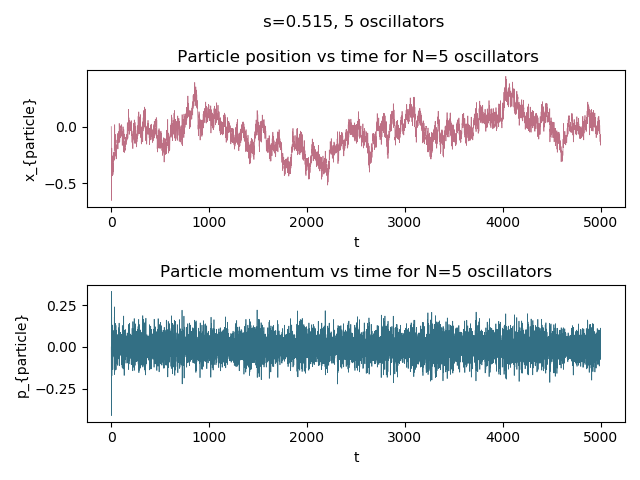 s=0.515, 5 oscillators
Particle position vs time for N=5 oscillators
x_{particle}
0.0
−0.5
0 1000 2000 3000 4000 5000
t
Particle momentum vs time for N=5 oscillators
p_{particle}
0.25
0.00
−0.25
0 1000 2000 3000 4000 5000
t